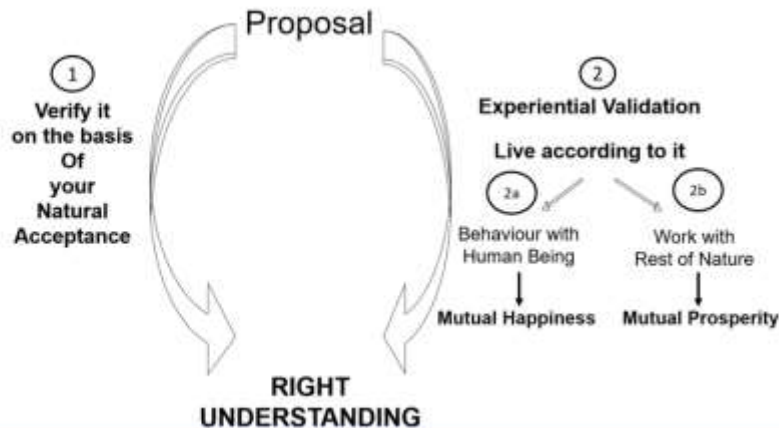 Proposal
1
Verify it
on the basis
Of
your
Natural
Acceptance
2
Experiential Validation
Live according to it
2a
Behaviour with
Human Being
Mutual Happiness
2b
Work with
Rest of Nature
Mutual Prosperity
RIGHT
UNDERSTANDING